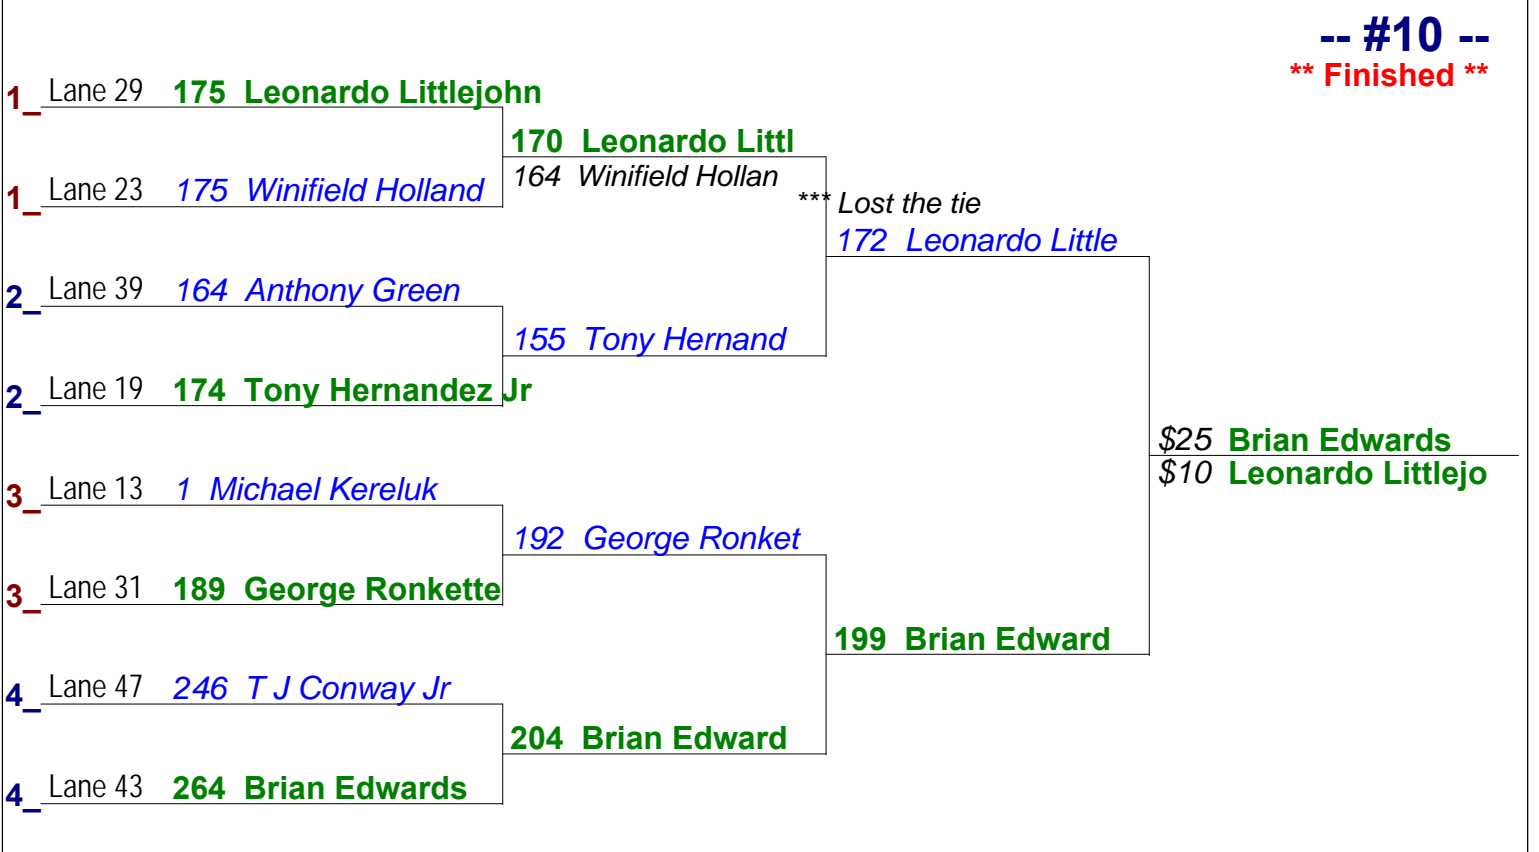 -- #10 --
** Finished **
1_ Lane 29 175 Leonardo Littlejohn
170 Leonardo Littl
164 Winifield Hollan
1_ Lane 23 175 Winifield Holland
*** Lost the tie
172 Leonardo Little
2_ Lane 39 164 Anthony Green
155 Tony Hernand
2_ Lane 19 174 Tony Hernandez Jr
$25 Brian Edwards
$10 Leonardo Littlejo
3_ Lane 13 1 Michael Kereluk
192 George Ronket
3_ Lane 31 189 George Ronkette
199 Brian Edward
4_ Lane 47 246 T J Conway Jr
204 Brian Edward
4_ Lane 43 264 Brian Edwards